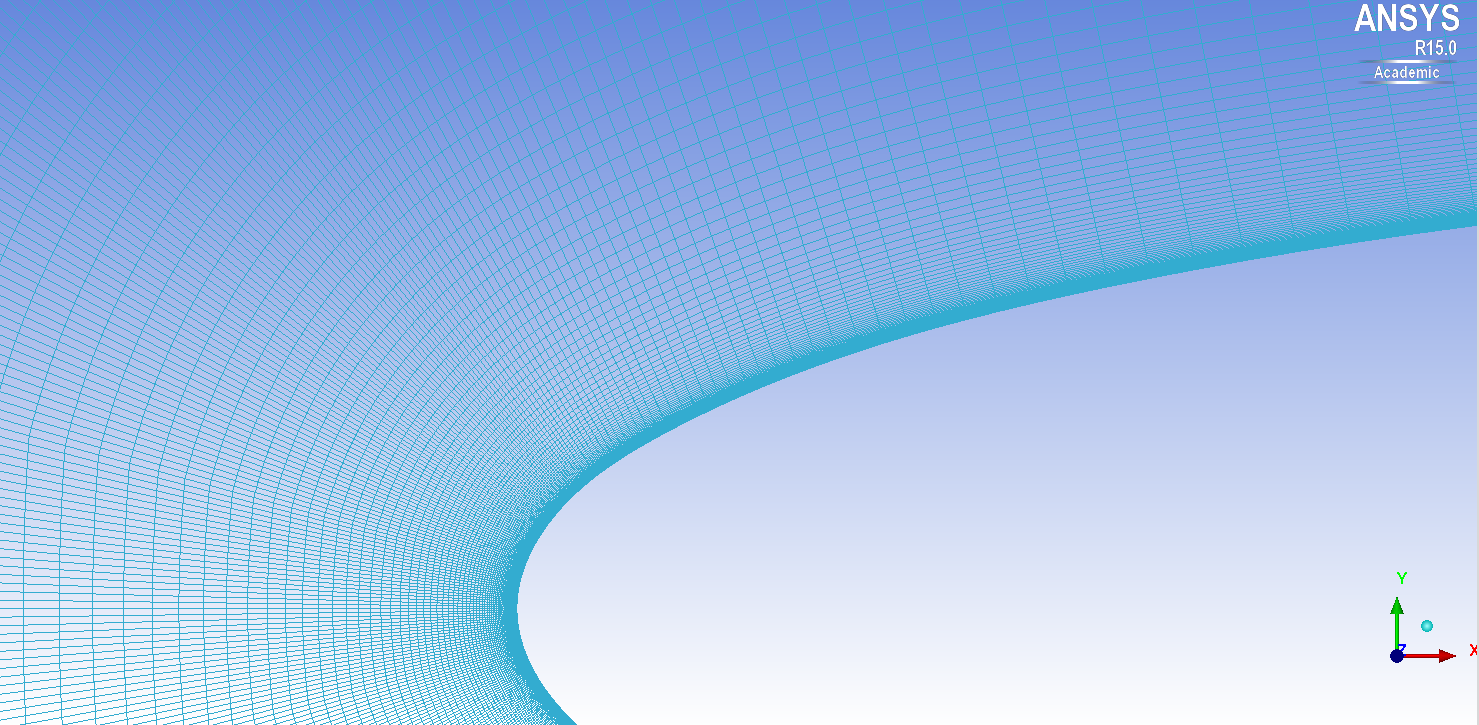 ANSYS
R15.0
Academic
Y
Z
X